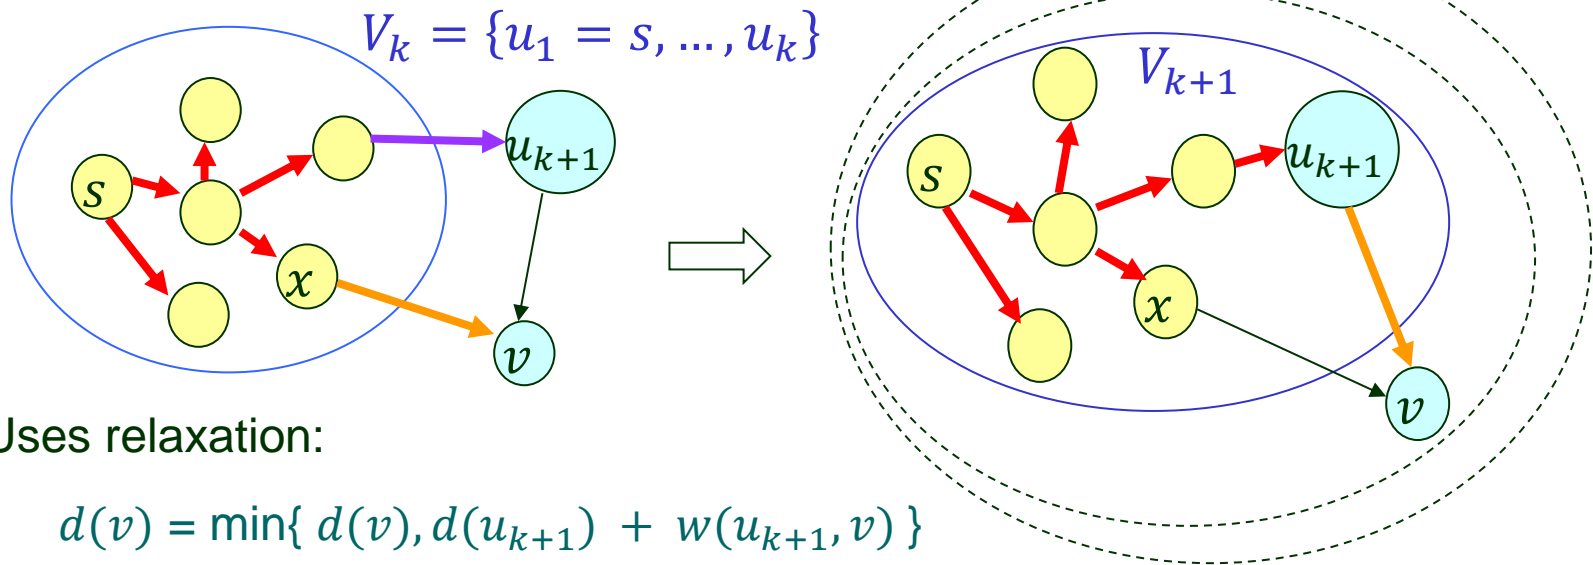 V_k = {u_1 = s, ..., u_k}
s
x
u_{k+1}
v
V_{k+1}
s
x
u_{k+1}
v
Uses relaxation:
d(v) = min{ d(v), d(u_{k+1}) + w(u_{k+1}, v) }